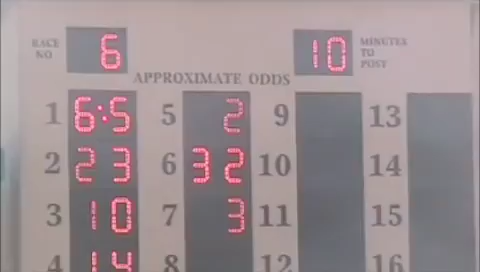 RACE NO 6 10 MINUTES TO POST
APPROXIMATE ODDS
1 6:5 5 2 9 13
2 23 6 32 10 14
3 10 7 3 11 15
4 14 8 12 16